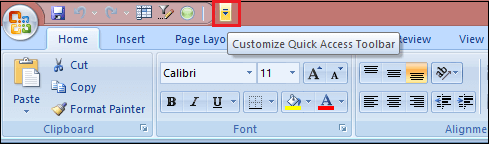 Home Insert Page Layo Review View
Customize Quick Access Toolbar
Cut
Copy
Format Painter
Paste
Calibri 11 A A
B I U A
ab
Clipboard Font Alignme